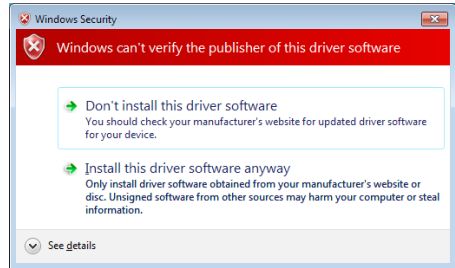 Windows Security
Windows can't verify the publisher of this driver software
Don't install this driver software
You should check your manufacturer's website for updated driver software
for your device.
Install this driver software anyway
Only install driver software obtained from your manufacturer's website or
disc. Unsigned software from other sources may harm your computer or steal
information.
See details